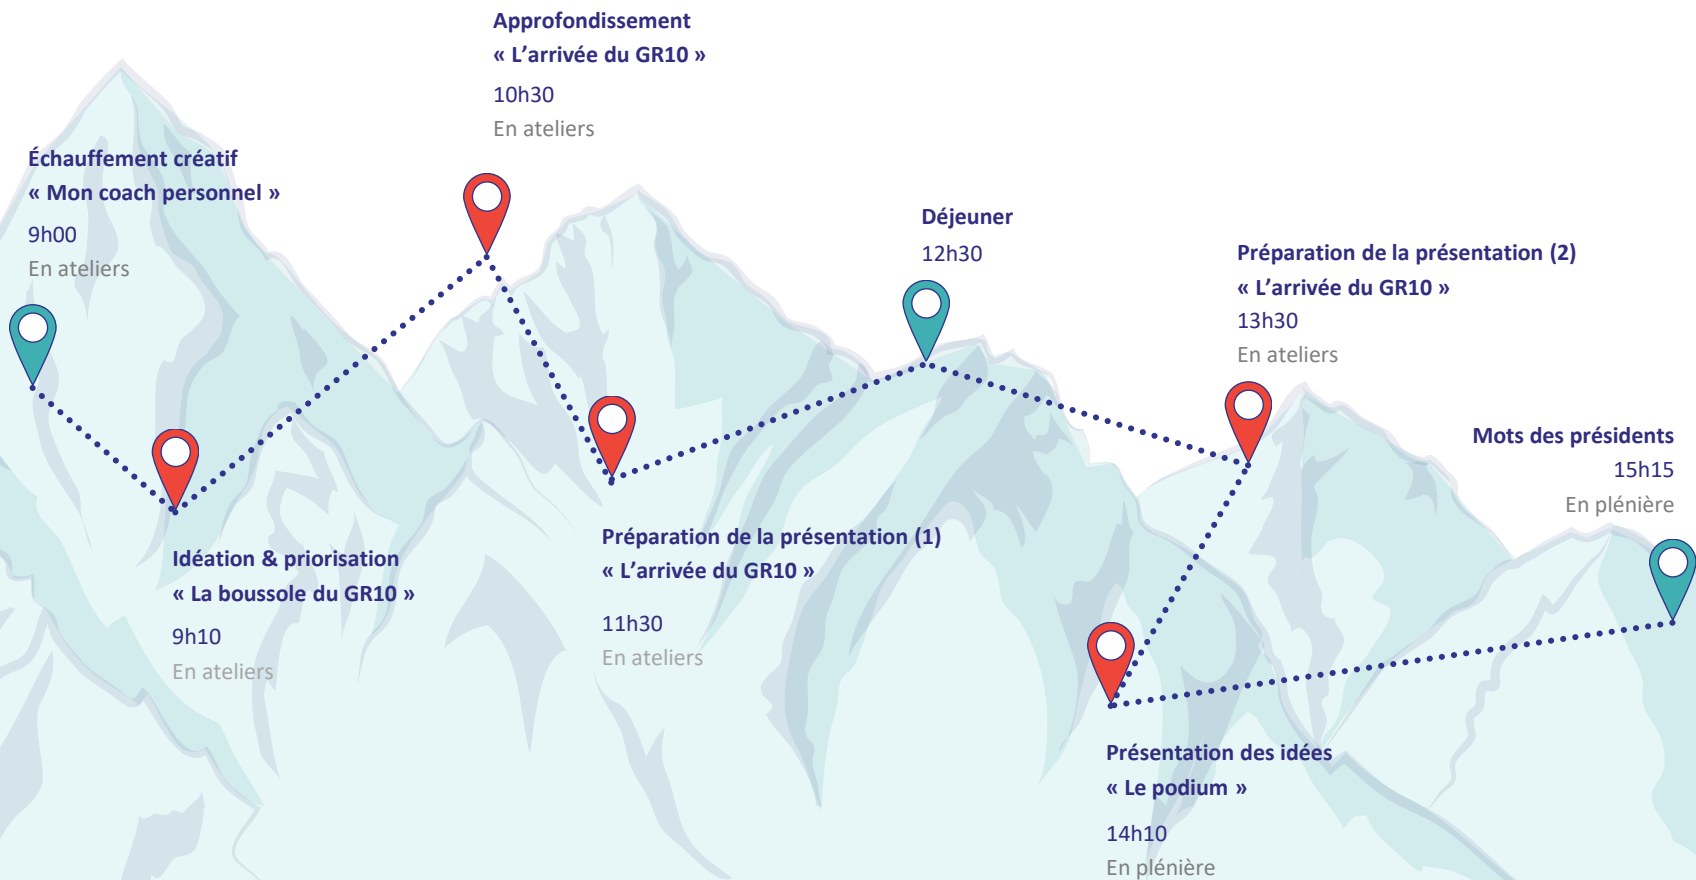 Échauffement créatif
« Mon coach personnel »
9h00
En ateliers
Idéation & priorisation
« La boussole du GR10 »
9h10
En ateliers
Approfondissement
« L’arrivée du GR10 »
10h30
En ateliers
Préparation de la présentation (1)
« L’arrivée du GR10 »
11h30
En ateliers
Déjeuner
12h30
Préparation de la présentation (2)
« L’arrivée du GR10 »
13h30
En ateliers
Présentation des idées
« Le podium »
14h10
En plénière
Mots des présidents
15h15
En plénière